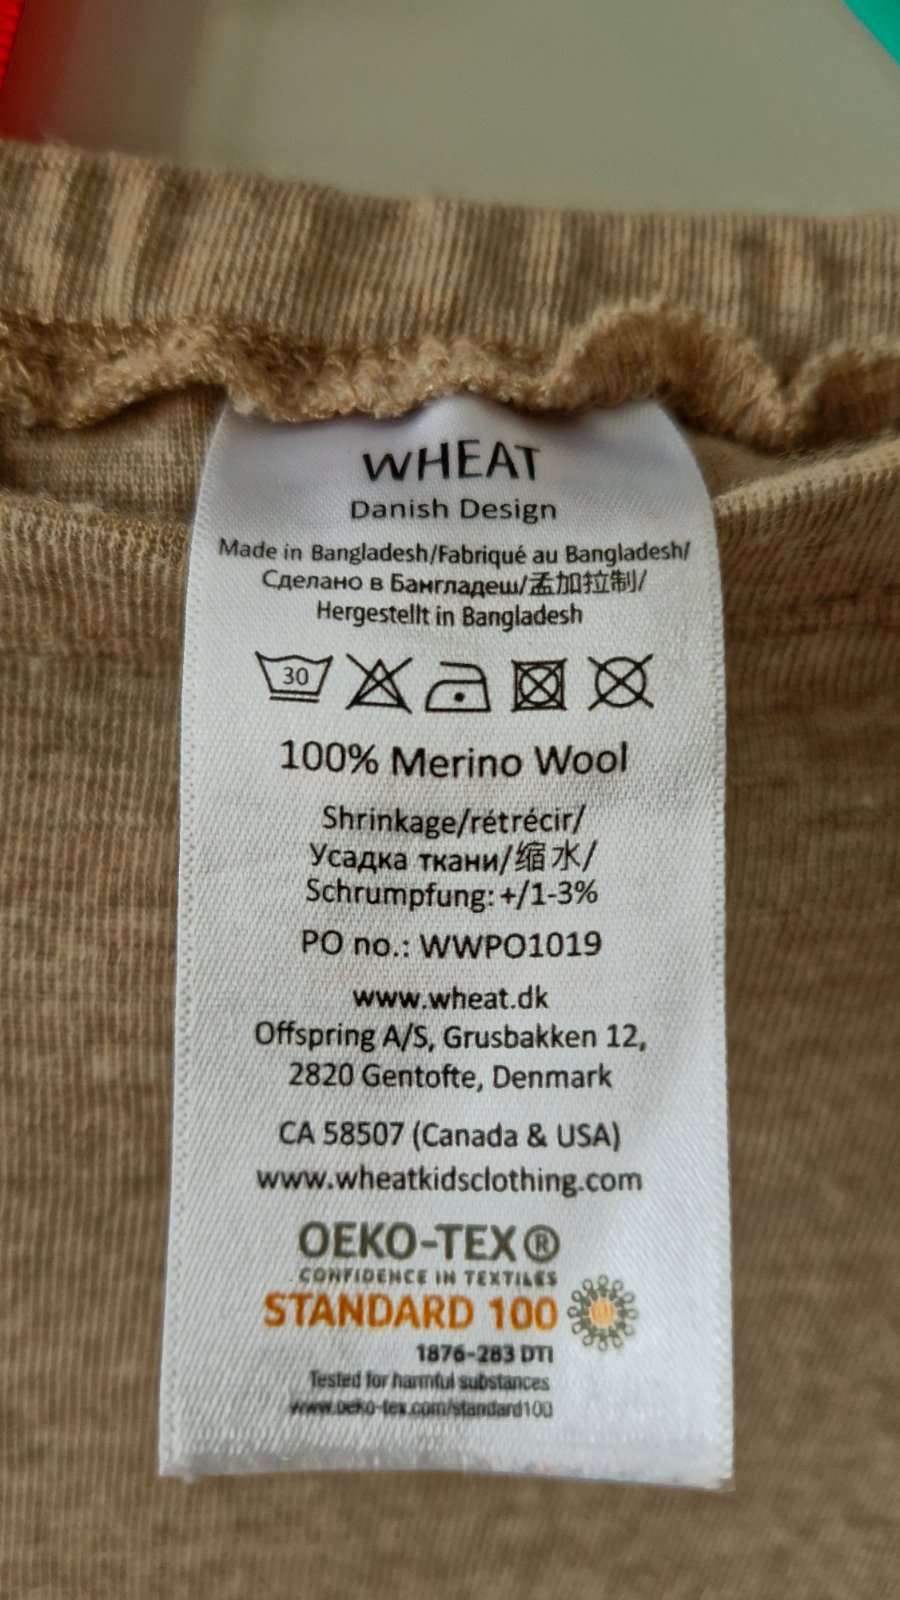 WHEAT
Danish Design
Made in Bangladesh/Fabriqué au Bangladesh/
Сделано в Бангладеш/孟加拉制/
Hergestellt in Bangladesh
30
100% Merino Wool
Shrinkage/rétrécir/
Усадка ткани/缩水/
Schrumpfung: +/1-3%
PO no.: WWPO1019
www.wheat.dk
Offspring A/S, Grusbakken 12,
2820 Gentofte, Denmark
CA 58507 (Canada & USA)
www.wheatkidsclothing.com
OEKO-TEX®
CONFIDENCE IN TEXTILES
STANDARD 100
1876-283 DTI
Tested for harmful substances
www.oeko-tex.com/standard100